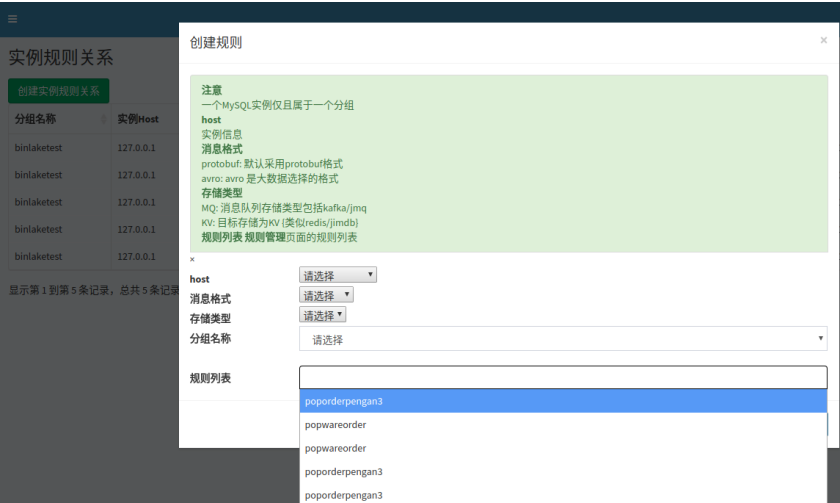 实例规则关系
创建实例规则关系
分组名称 实例Host
binlaketest 127.0.0.1
binlaketest 127.0.0.1
binlaketest 127.0.0.1
binlaketest 127.0.0.1
binlaketest 127.0.0.1
显示第 1 到第 5 条记录，总共 5 条记录
创建规则
×
注意
一个MySQL实例仅且属于一个分组
host
实例信息
消息格式
protobuf: 默认采用protobuf格式
avro: avro 是大数据选择的格式
存储类型
MQ: 消息队列存储类型包括kafka/jmq
KV: 目标存储为KV {类似redis/jimdb}
规则列表 规则管理页面的规则列表
×
host 请选择
消息格式 请选择
存储类型 请选择
分组名称 请选择
规则列表
poporderpengan3
popwareorder
popwareorder
poporderpengan3
poporderpengan3